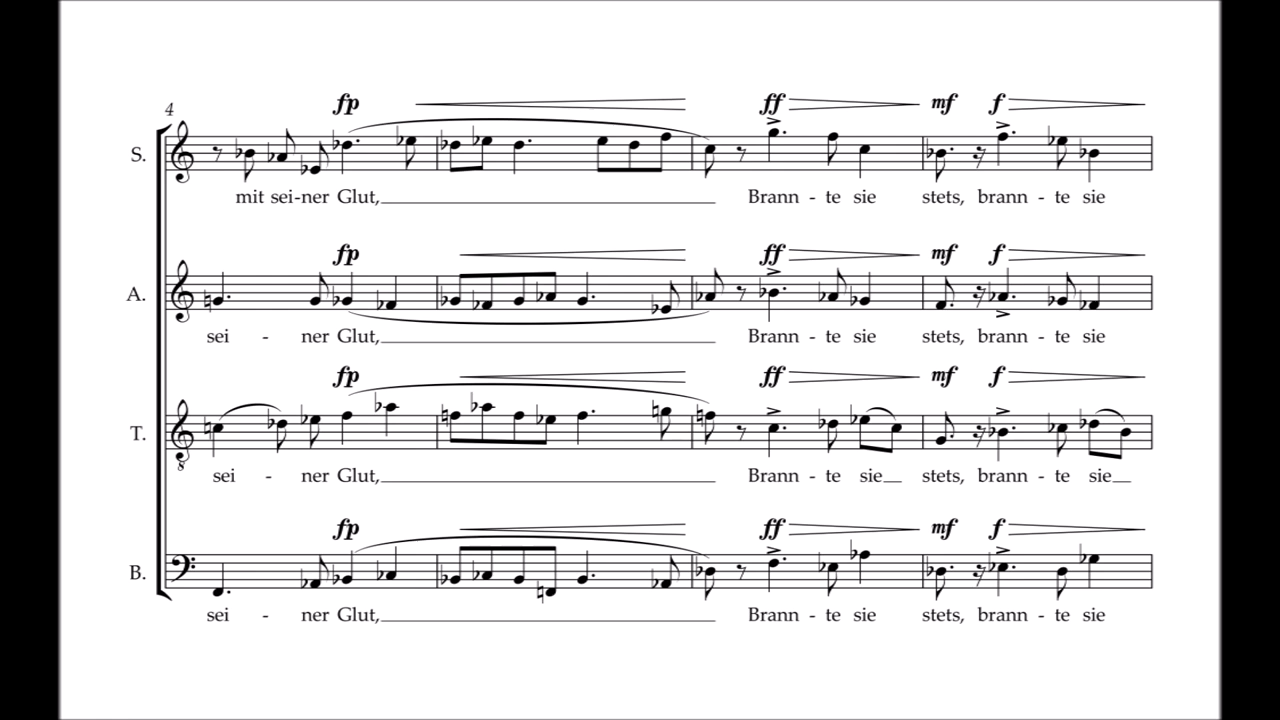 4
fp ff mf f
S.
mit sei-ner Glut, Brann - te sie stets, brann - te sie
fp ff mf f
A.
sei - ner Glut, Brann - te sie stets, brann - te sie
fp ff mf f
T.
8
sei - ner Glut, Brann - te sie stets, brann - te sie
fp ff mf f
B.
sei - ner Glut, Brann - te sie stets, brann - te sie